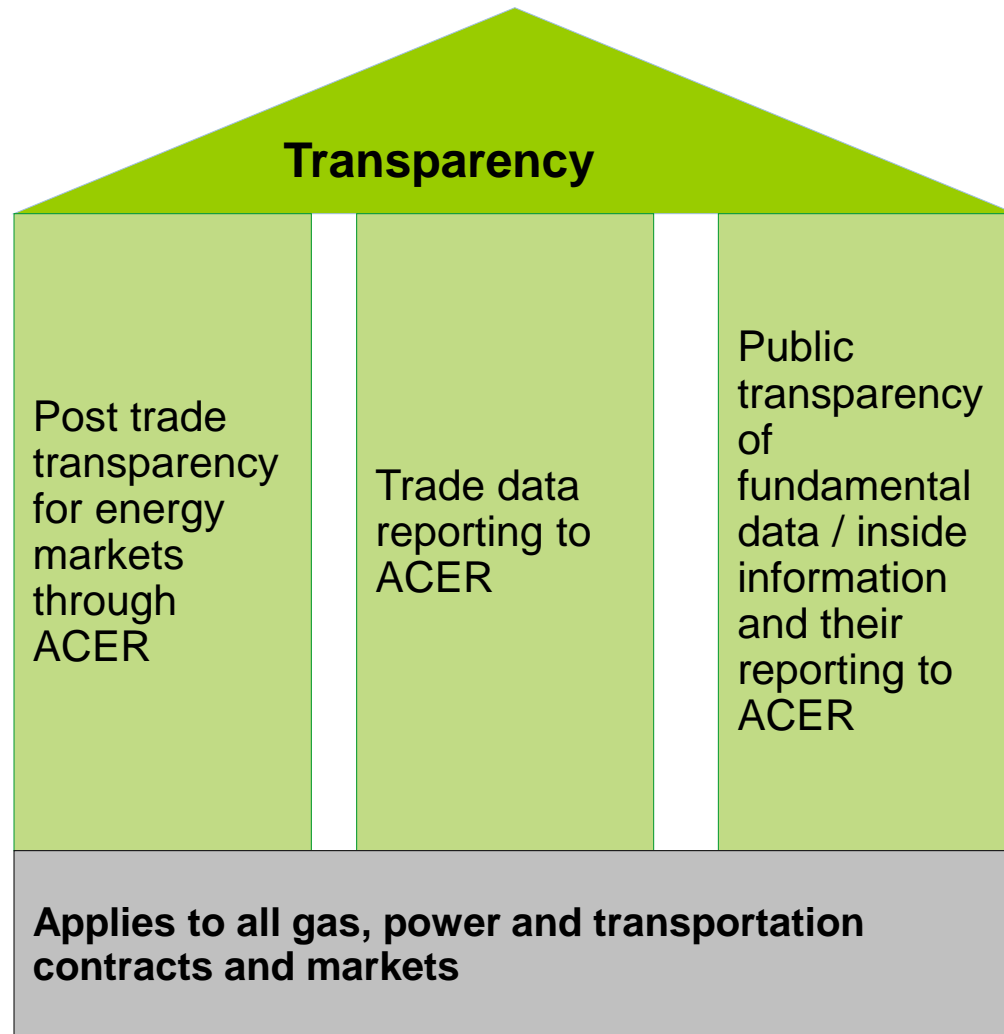 Transparency
Post trade
transparency
for energy
markets
through
ACER
Trade data
reporting to
ACER
Public
transparency
of
fundamental
data / inside
information
and their
reporting to
ACER
Applies to all gas, power and transportation
contracts and markets